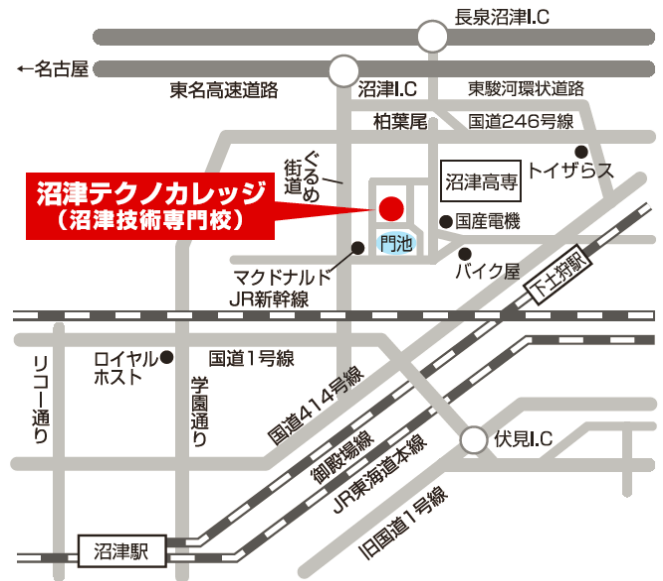 長泉沼津I.C
←名古屋
東名高速道路
沼津I.C
東駿河環状道路
柏葉尾
国道246号線
ぐるめ
街道
トイザらス
沼津高専
沼津テクノカレッジ
（沼津技術専門校）
国産電機
門池
バイク屋
マクドナルド
JR新幹線
下土狩駅
リコー通り
ロイヤル
ホスト
国道1号線
学園通り
国道414号線
御殿場線
JR東海道本線
伏見I.C
旧国道1号線
沼津駅